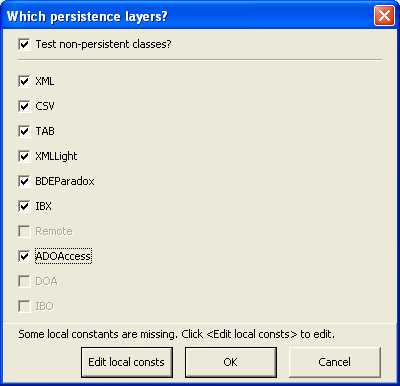 Which persistence layers?
Test non-persistent classes?
XML
CSV
TAB
XMLLight
BDEParadox
IBX
Remote
ADOAccess
DOA
IBO
Some local constants are missing. Click <Edit local consts> to edit.
Edit local consts OK Cancel